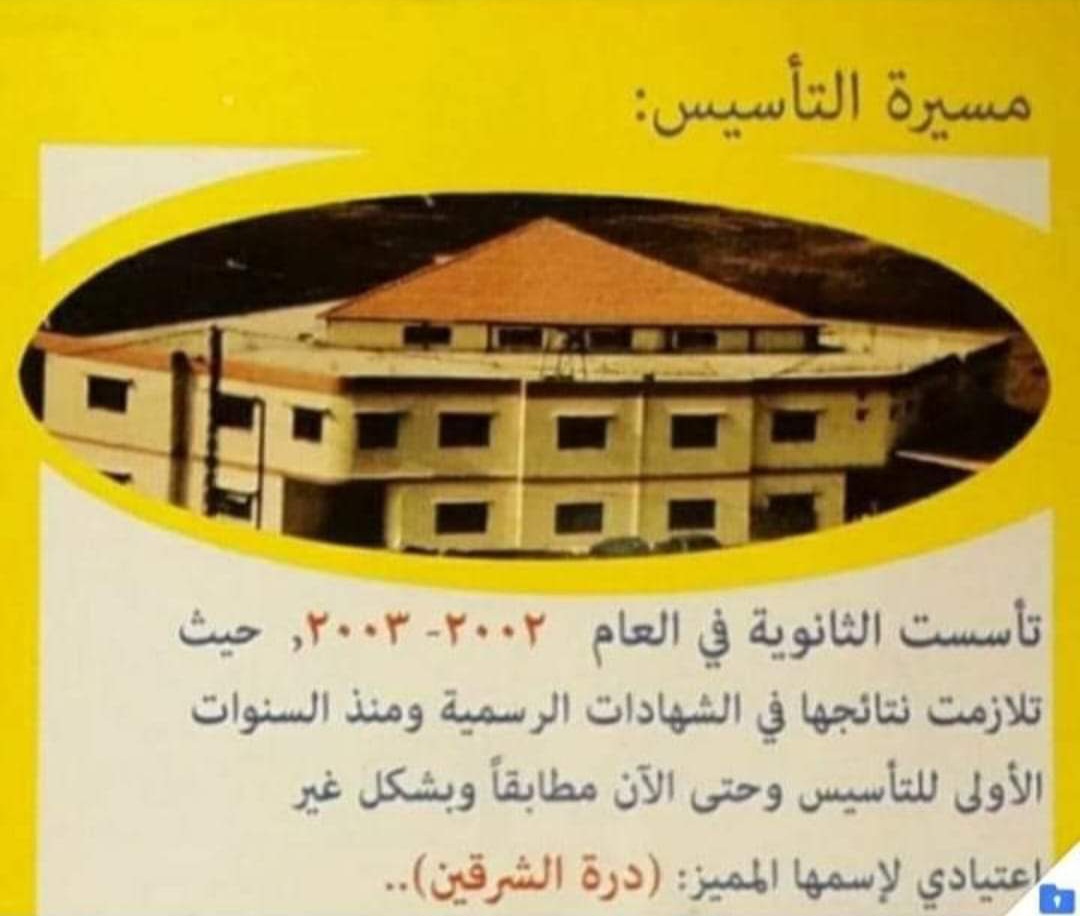 مسيرة التأسيس:
تأسست الثانوية في العام ٢٠٠٢- ٢٠٠٣, حيث
تلازمت نتائجها في الشهادات الرسمية ومنذ السنوات
الأولى للتأسيس وحتى الآن مطابقاً وبشكل غير
اعتيادي لإسمها المميز: (درة الشرقين)..